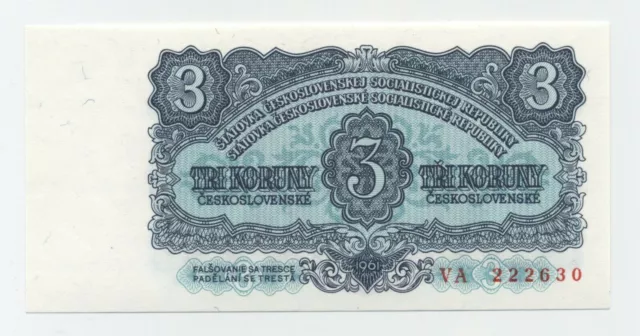 3 3
ŠTÁTOVKA ČESKOSLOVENSKEJ SOCIALISTICKEJ REPUBLIKY
STÁTOVKA ČESKOSLOVENSKÉ SOCIALISTICKÉ REPUBLIKY
3
TRI KORUNY TŘI KORUNY
ČESKOSLOVENSKÉ ČESKOSLOVENSKÉ
1961
FALŠOVANIE SA TRESCE
PADĚLÁNÍ SE TRESTÁ
VA 222630